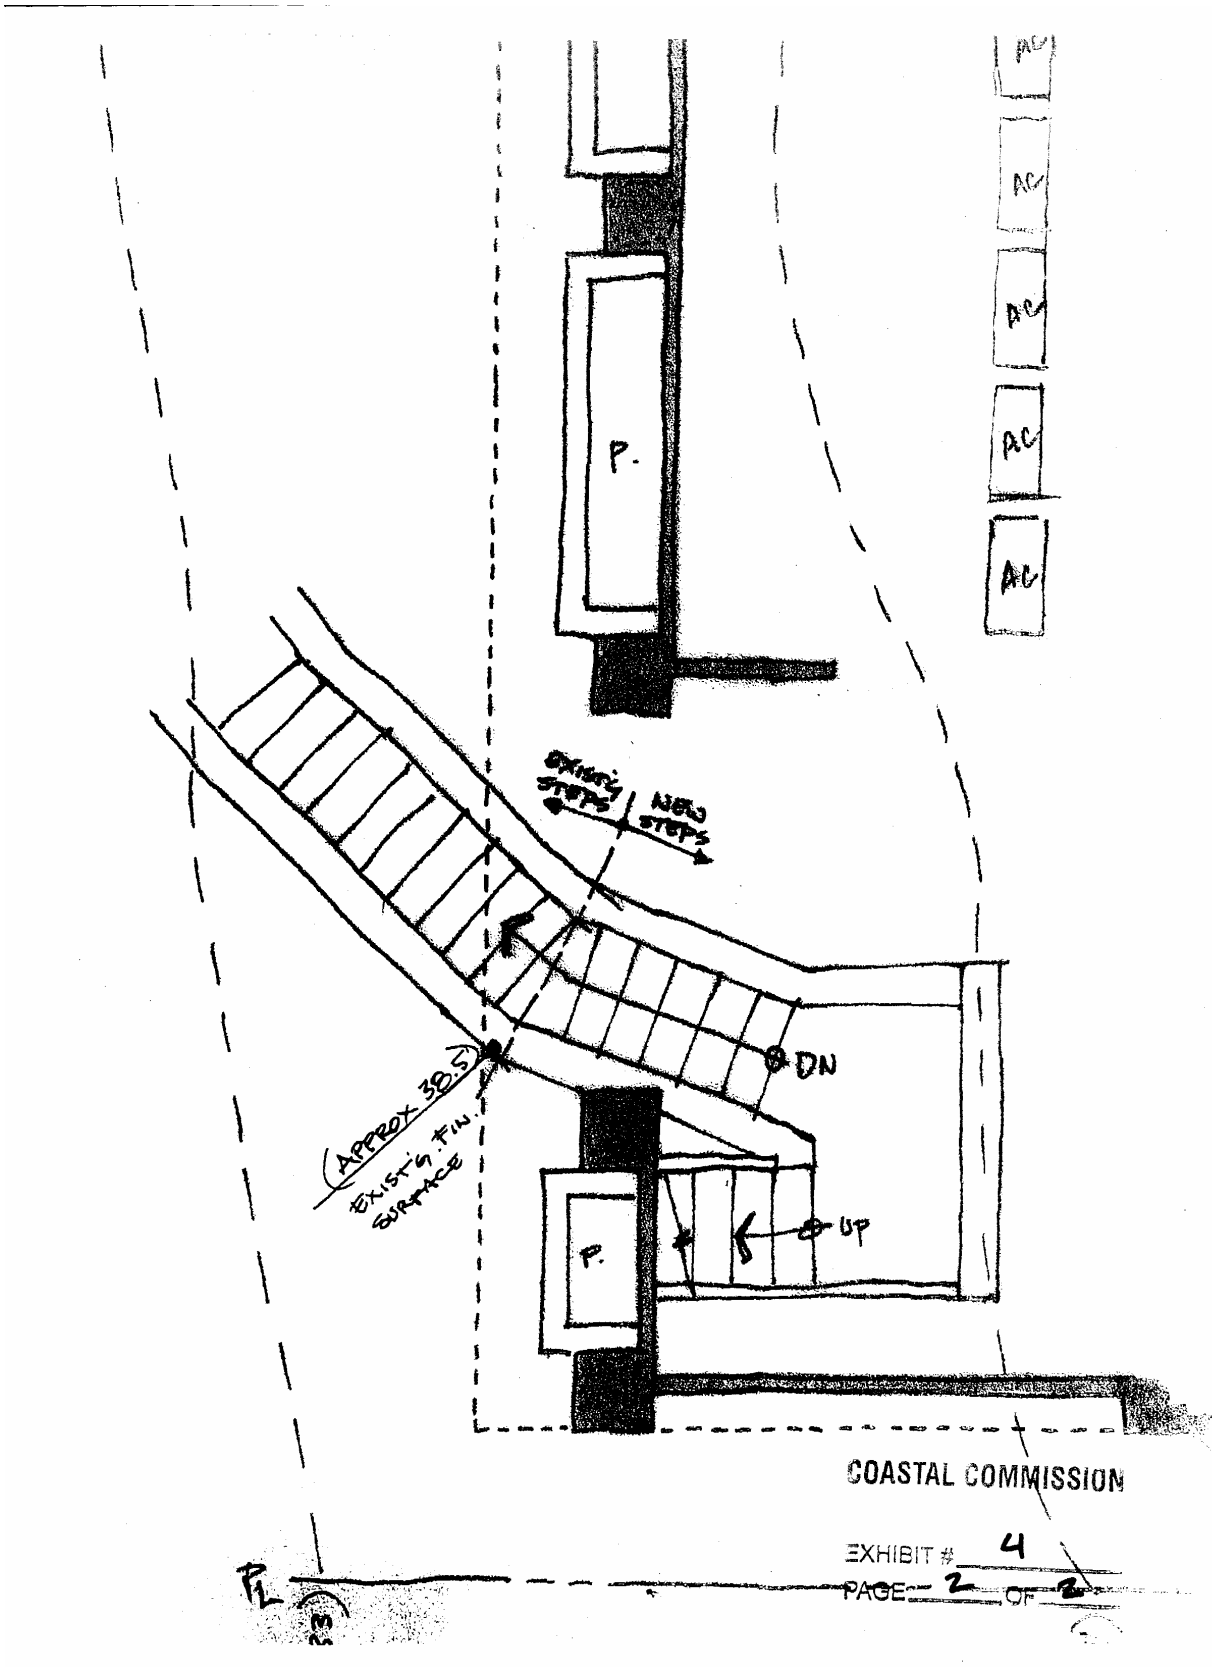 AC
AC
AC
P.
AC
AC
EXIST'G
STEPS
NEW
STEPS
DN
(APPROX 38.5)
EXIST'G. FIN.
SURFACE
UP
P.
COASTAL COMMISSION
EXHIBIT # 4
PAGE 2 OF 2
PL
33